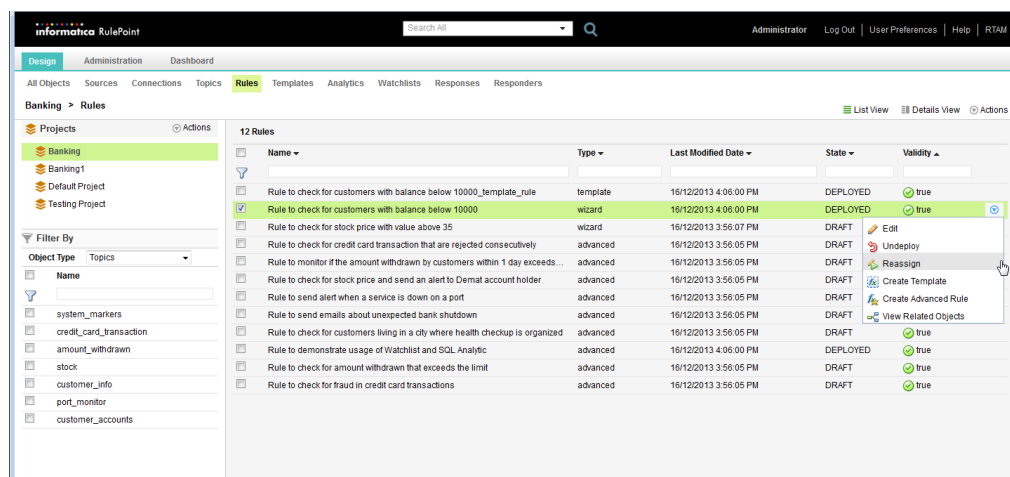 informatica RulePoint
Search All
Administrator Log Out | User Preferences | Help | RTAM
Design Administration Dashboard
All Objects Sources Connections Topics Rules Templates Analytics Watchlists Responses Responders
Banking > Rules
List View Details View Actions
Projects Actions
Banking
Banking1
Default Project
Testing Project
Filter By
Object Type Topics
Name
system_markers
credit_card_transaction
amount_withdrawn
stock
customer_info
port_monitor
customer_accounts
12 Rules
Name Type Last Modified Date State Validity
Rule to check for customers with balance below 10000_template_rule template 16/12/2013 4:06:00 PM DEPLOYED true
Rule to check for customers with balance below 10000 wizard 16/12/2013 4:06:00 PM DEPLOYED true
Rule to check for stock price with value above 35 wizard 16/12/2013 3:56:07 PM DRAFT
Rule to check for credit card transaction that are rejected consecutively advanced 16/12/2013 3:56:05 PM DRAFT
Rule to monitor if the amount withdrawn by customers within 1 day exceeds... advanced 16/12/2013 3:56:05 PM DRAFT
Rule to check for stock price and send an alert to Demat account holder advanced 16/12/2013 3:56:05 PM DRAFT
Rule to send alert when a service is down on a port advanced 16/12/2013 3:56:05 PM DRAFT
Rule to send emails about unexpected bank shutdown advanced 16/12/2013 3:56:05 PM DRAFT
Rule to check for customers living in a city where health checkup is organized advanced 16/12/2013 3:56:05 PM DRAFT true
Rule to demonstrate usage of Watchlist and SQL Analytic advanced 16/12/2013 4:06:00 PM DEPLOYED true
Rule to check for amount withdrawn that exceeds the limit advanced 16/12/2013 3:56:05 PM DRAFT true
Rule to check for fraud in credit card transactions advanced 16/12/2013 3:56:05 PM DRAFT true
Edit
Undeploy
Reassign
Create Template
Create Advanced Rule
View Related Objects